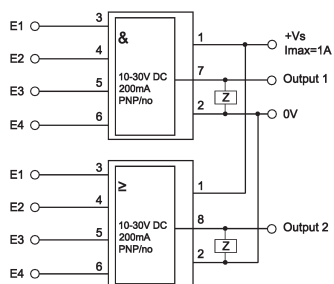 E1 3
E2 4
E3 5
E4 6
&
10-30V DC
200mA
PNP/no
1 +Vs
Imax=1A
7 Output 1
Z
2 0V
E1 3
E2 4
E3 5
E4 6
≥
10-30V DC
200mA
PNP/no
1
8 Output 2
Z
2